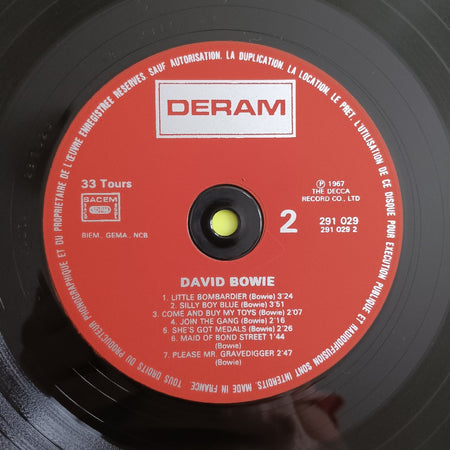 TOUS DROITS DU PRODUCTEUR PHONOGRAPHIQUE ET DU PROPRIETAIRE DE L'ŒUVRE ENREGISTREE RESERVES. SAUF AUTORISATION. LA DUPLICATION. LA LOCATION. LE PRET. L'UTILISATION DE CE DISQUE POUR EXECUTION PUBLIQUE ET RADIODIFFUSION SONT INTERDITS. MADE IN FRANCE.
DERAM
33 Tours
SACEM
BIEM., GEMA., NCB.
Ⓟ 1967
THE DECCA
RECORD CO., LTD
2
291 029
291 029 2
DAVID BOWIE
1. LITTLE BOMBARDIER (Bowie) 3'24
2. SILLY BOY BLUE (Bowie) 3'51
3. COME AND BUY MY TOYS (Bowie) 2'07
4. JOIN THE GANG (Bowie) 2'16
5. SHE'S GOT MEDALS (Bowie) 2'26
6. MAID OF BOND STREET 1'44
(Bowie)
7. PLEASE MR. GRAVEDIGGER 2'47
(Bowie)